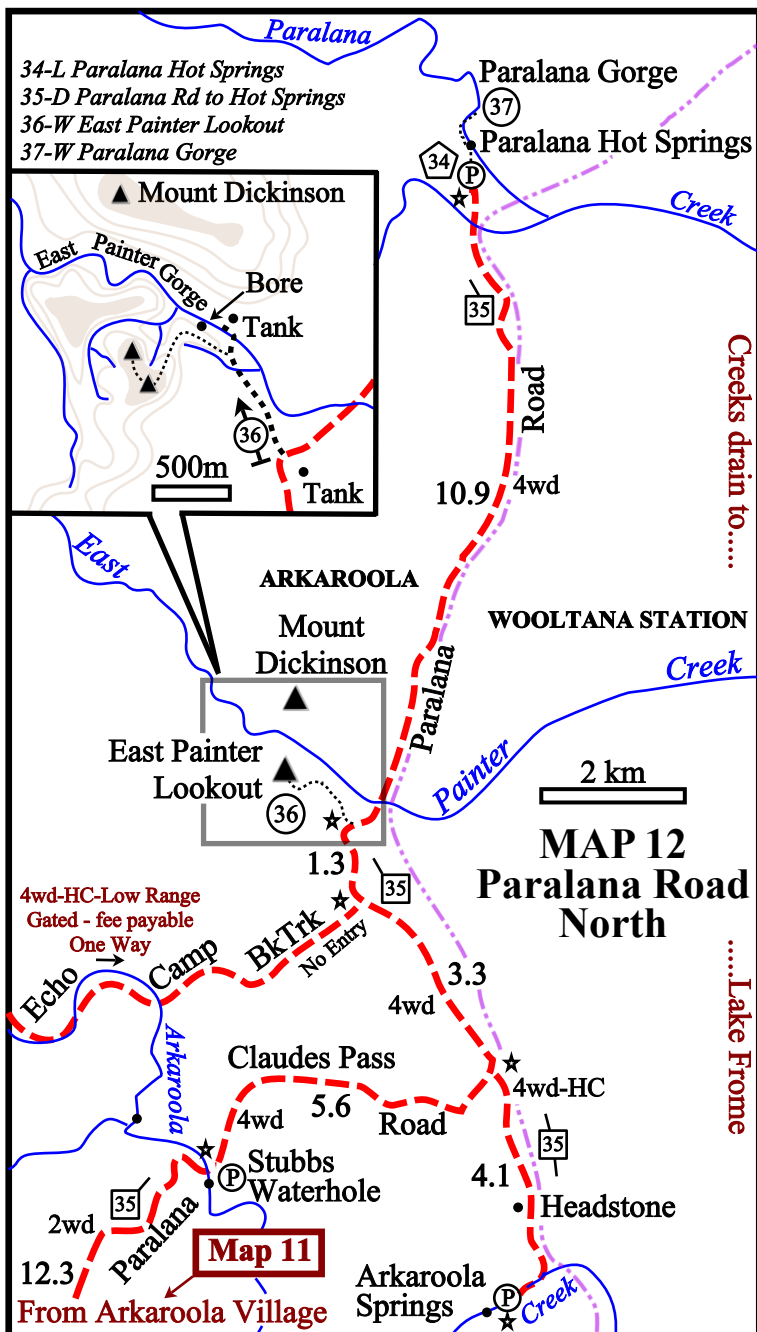 Paralana
34-L Paralana Hot Springs
35-D Paralana Rd to Hot Springs
36-W East Painter Lookout
37-W Paralana Gorge
Paralana Gorge
37
Paralana Hot Springs
34
P
Creek
Mount Dickinson
East Painter Gorge
Bore
Tank
36
500m
Tank
35
Road
4wd
10.9
Creeks drain to.....
East
ARKAROOLA
WOOLTANA STATION
Mount
Dickinson
Creek
Paralana
East Painter
Lookout
36
Painter
2 km
MAP 12
Paralana Road
North
1.3
35
4wd-HC-Low Range
Gated - fee payable
One Way
Echo Camp BkTrk
No Entry
3.3
4wd
.....Lake Frome
Arkaroola
Claudes Pass
5.6
4wd
Road
4wd-HC
35
4.1
P
Stubbs
Waterhole
35
2wd
Paralana
Headstone
12.3
Map 11
From Arkaroola Village
Arkaroola
Springs
P
Creek